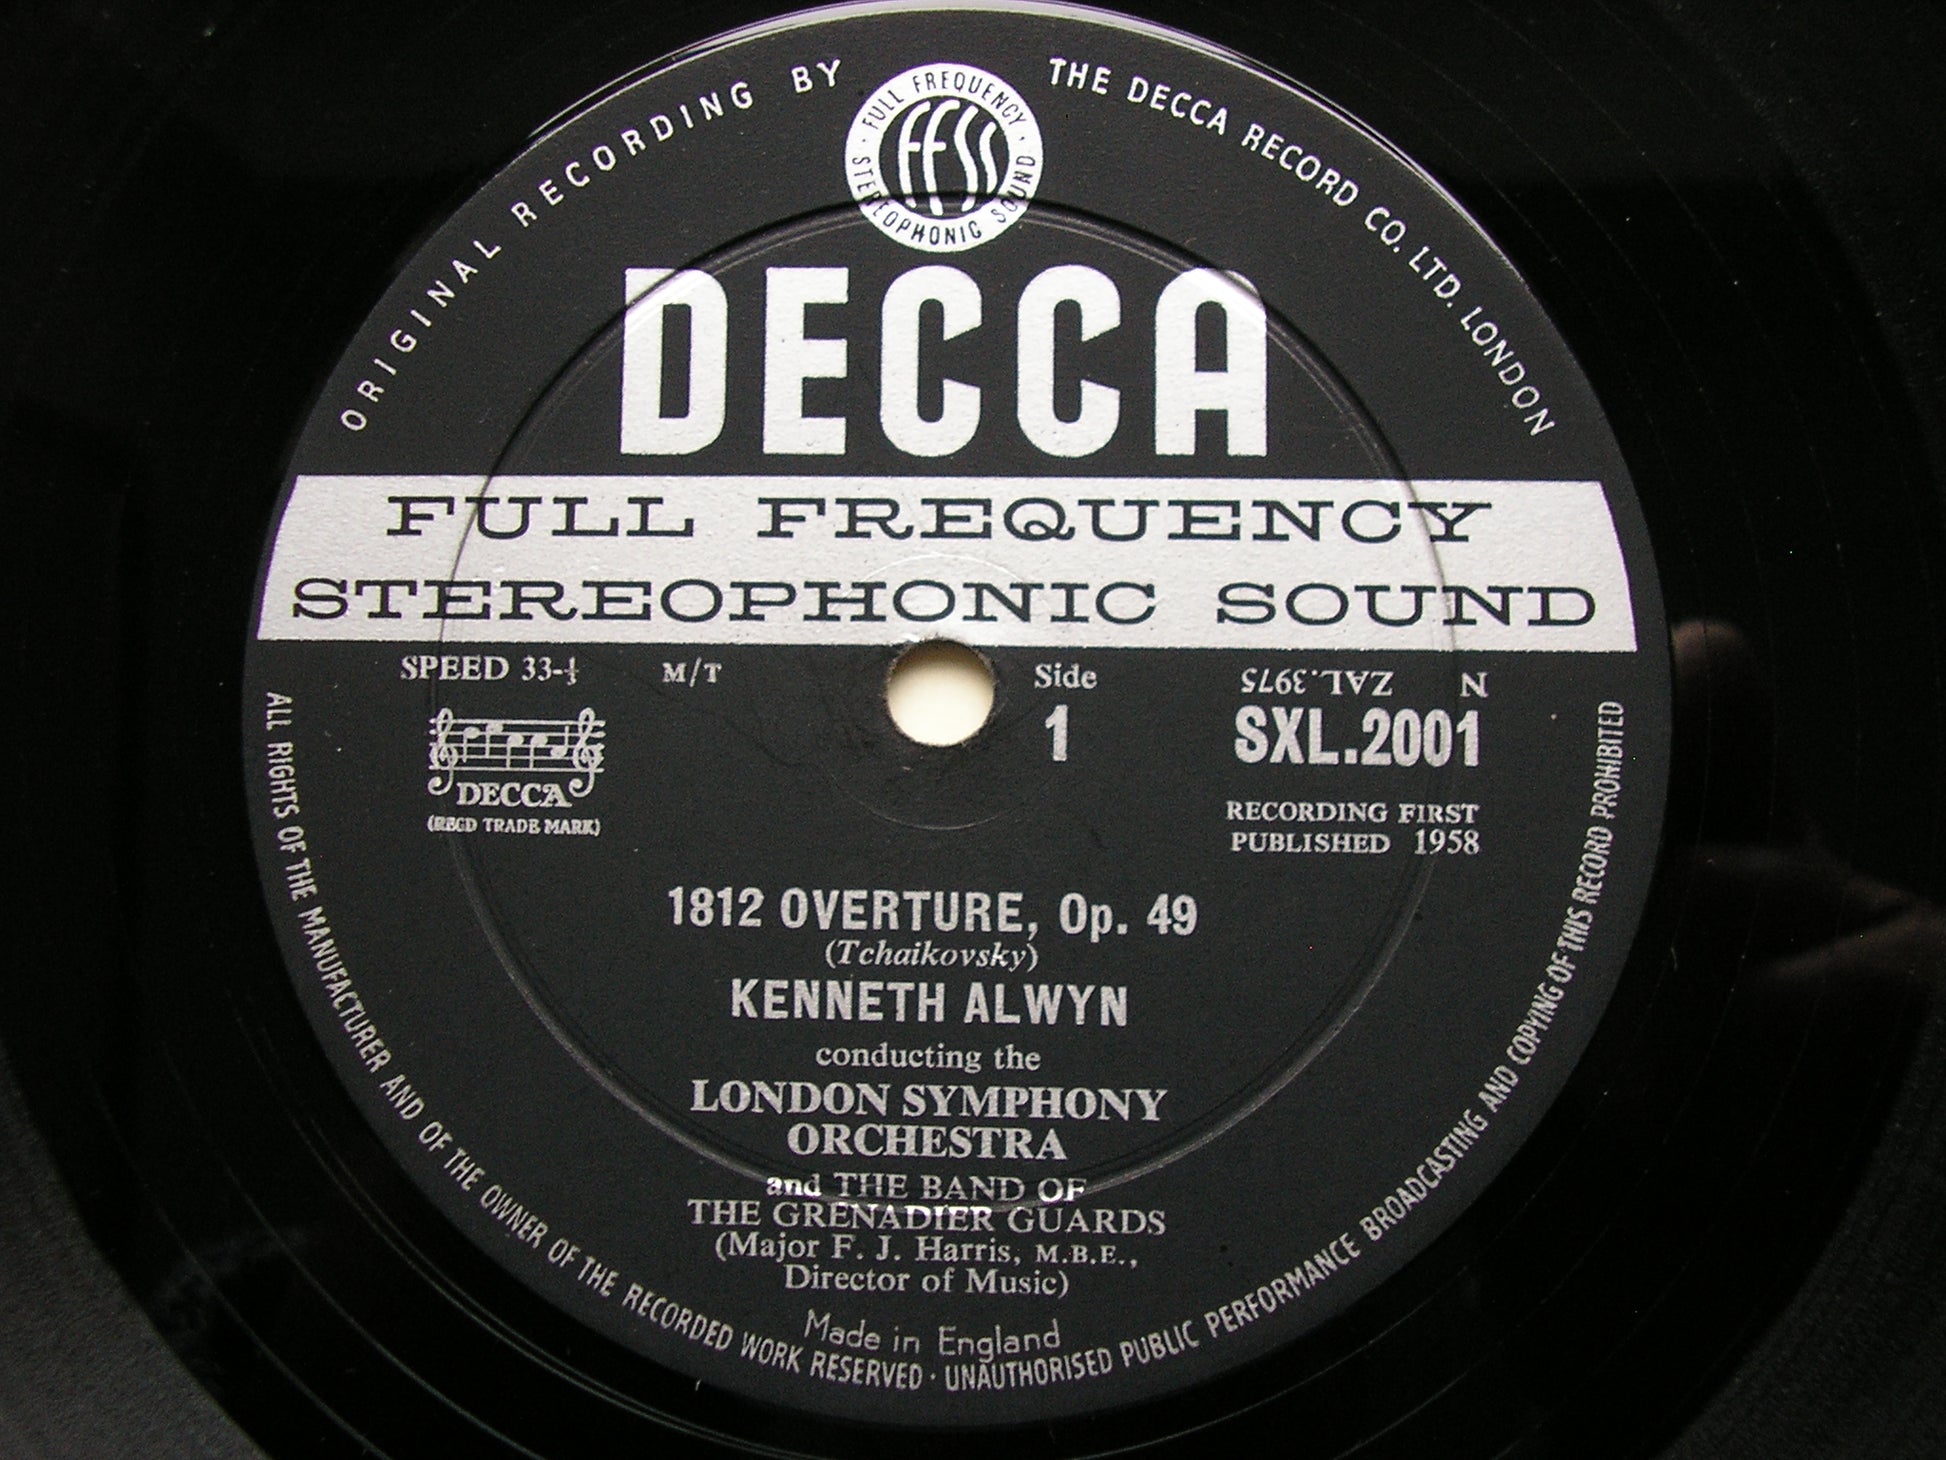 ORIGINAL RECORDING BY THE DECCA RECORD CO. LTD. LONDON
FULL FREQUENCY
FFSS
STEREOPHONIC SOUND
DECCA
FULL FREQUENCY
STEREOPHONIC SOUND
SPEED 33-⅓ M/T Side ZAL.3975 N
1 SXL.2001
DECCA
(REGD TRADE MARK)
RECORDING FIRST
PUBLISHED 1958
1812 OVERTURE, Op. 49
(Tchaikovsky)
KENNETH ALWYN
conducting the
LONDON SYMPHONY
ORCHESTRA
and THE BAND OF
THE GRENADIER GUARDS
(Major F. J. Harris, M.B.E.,
Director of Music)
Made in England
ALL RIGHTS OF THE MANUFACTURER AND OF THE OWNER OF THE RECORDED WORK RESERVED · UNAUTHORISED PUBLIC PERFORMANCE BROADCASTING AND COPYING OF THIS RECORD PROHIBITED